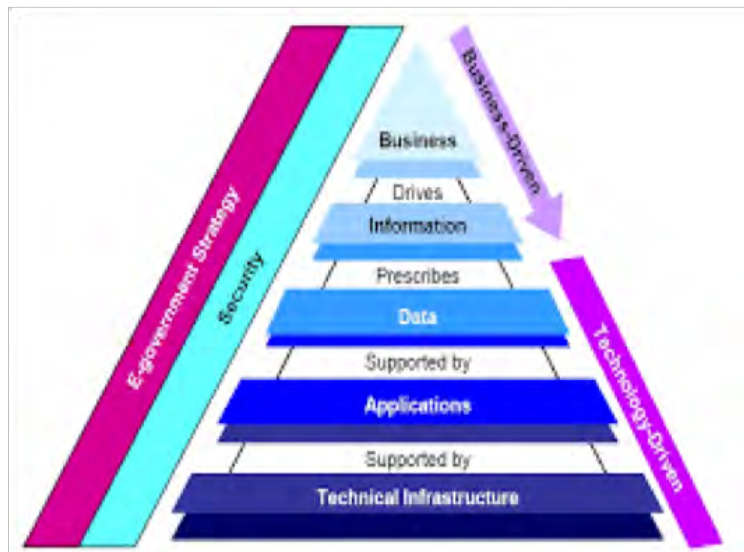 E-government Strategy
Security
Business
Drives
Information
Prescribes
Data
Supported by
Applications
Supported by
Technical Infrastructure
Business-Driven
Technology-Driven